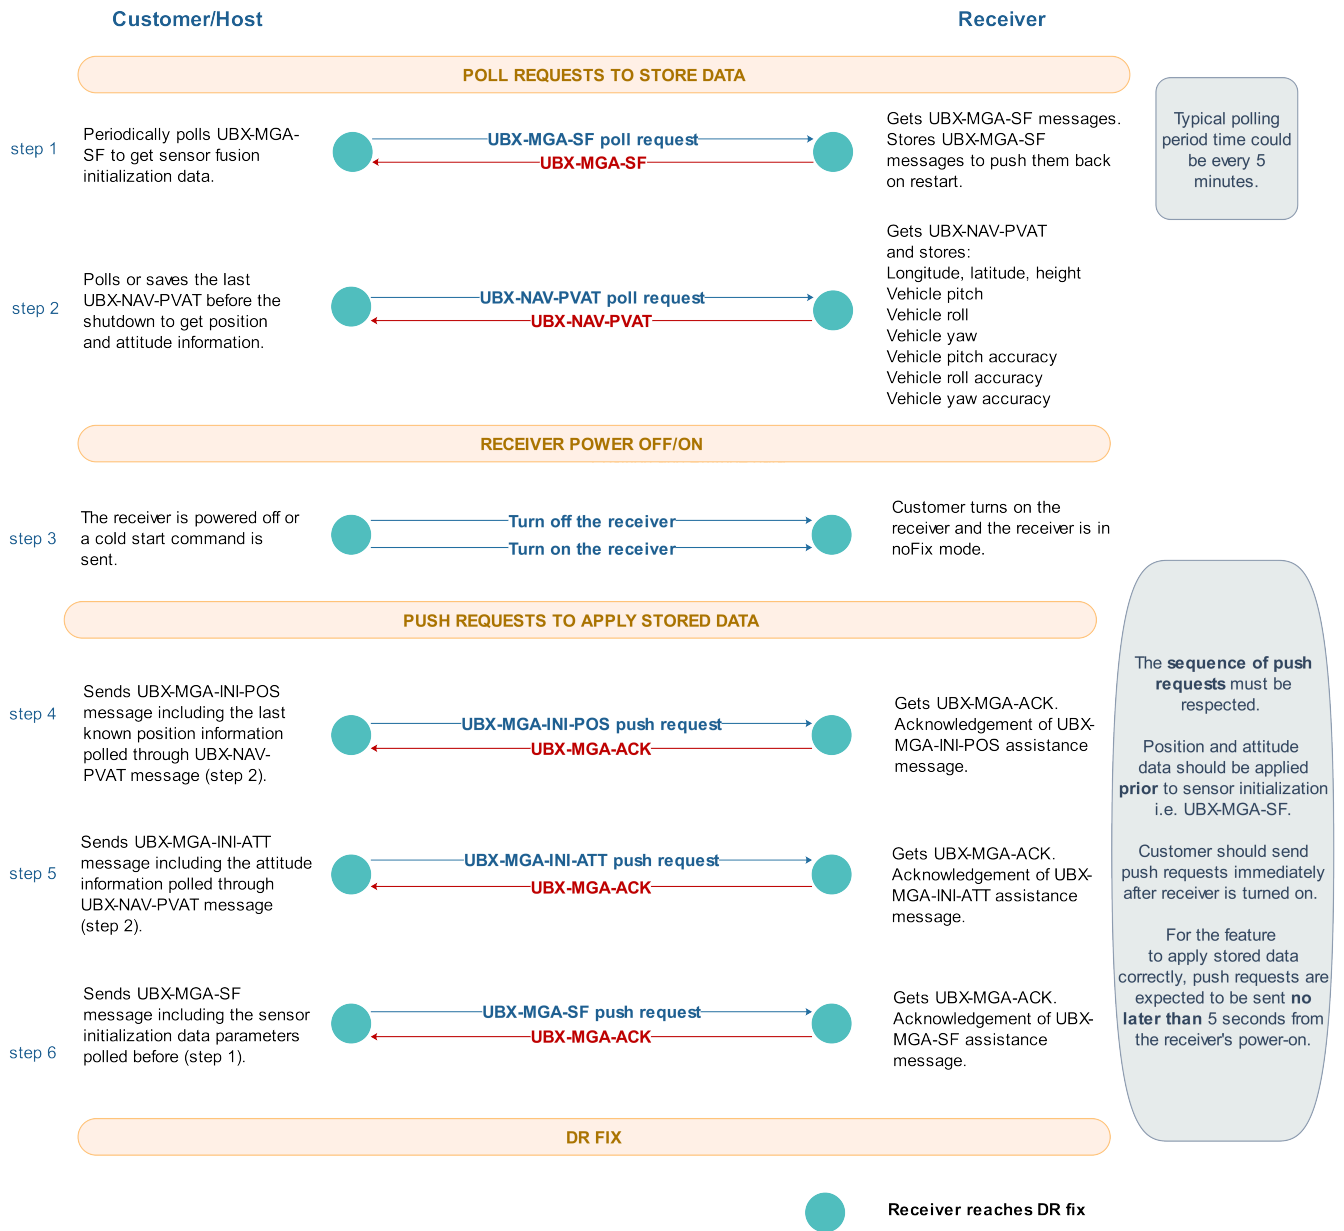 Customer/Host
Receiver
POLL REQUESTS TO STORE DATA
step 1
Periodically polls UBX-MGA-
SF to get sensor fusion
initialization data.
UBX-MGA-SF poll request
UBX-MGA-SF
Gets UBX-MGA-SF messages.
Stores UBX-MGA-SF
messages to push them back
on restart.
Typical polling
period time could
be every 5
minutes.
step 2
Polls or saves the last
UBX-NAV-PVAT before the
shutdown to get position
and attitude information.
UBX-NAV-PVAT poll request
UBX-NAV-PVAT
Gets UBX-NAV-PVAT
and stores:
Longitude, latitude, height
Vehicle pitch
Vehicle roll
Vehicle yaw
Vehicle pitch accuracy
Vehicle roll accuracy
Vehicle yaw accuracy
RECEIVER POWER OFF/ON
step 3
The receiver is powered off or
a cold start command is
sent.
Turn off the receiver
Turn on the receiver
Customer turns on the
receiver and the receiver is in
noFix mode.
PUSH REQUESTS TO APPLY STORED DATA
step 4
Sends UBX-MGA-INI-POS
message including the last
known position information
polled through UBX-NAV-
PVAT message (step 2).
UBX-MGA-INI-POS push request
UBX-MGA-ACK
Gets UBX-MGA-ACK.
Acknowledgement of UBX-
MGA-INI-POS assistance
message.
step 5
Sends UBX-MGA-INI-ATT
message including the attitude
information polled through
UBX-NAV-PVAT message
(step 2).
UBX-MGA-INI-ATT push request
UBX-MGA-ACK
Gets UBX-MGA-ACK.
Acknowledgement of UBX-
MGA-INI-ATT assistance
message.
step 6
Sends UBX-MGA-SF
message including the sensor
initialization data parameters
polled before (step 1).
UBX-MGA-SF push request
UBX-MGA-ACK
Gets UBX-MGA-ACK.
Acknowledgement of UBX-
MGA-SF assistance
message.
The sequence of push
requests must be
respected.
Position and attitude
data should be applied
prior to sensor initialization
i.e. UBX-MGA-SF.
Customer should send
push requests immediately
after receiver is turned on.
For the feature
to apply stored data
correctly, push requests are
expected to be sent no
later than 5 seconds from
the receiver's power-on.
DR FIX
Receiver reaches DR fix